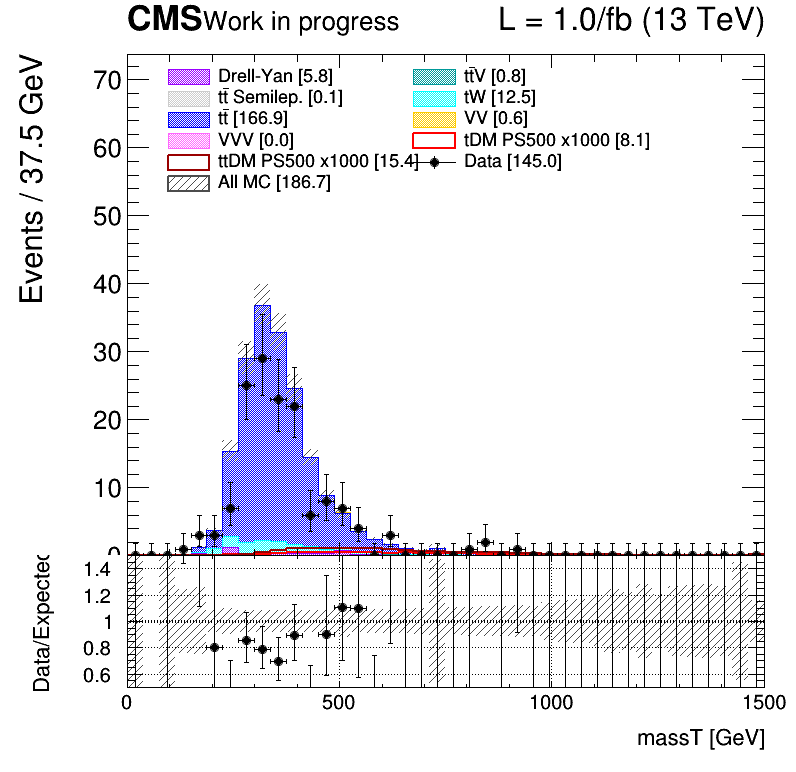 CMS Work in progress L = 1.0/fb (13 TeV)
Events / 37.5 GeV
70
60
50
40
30
20
10
0
Drell-Yan [5.8] tt̄V [0.8]
tt̄ Semilep. [0.1] tW [12.5]
tt̄ [166.9] VV [0.6]
VVV [0.0] tDM PS500 x1000 [8.1]
ttDM PS500 x1000 [15.4] Data [145.0]
All MC [186.7]
Data/Expected
1.4
1.2
1
0.8
0.6
0 500 1000 1500
massT [GeV]